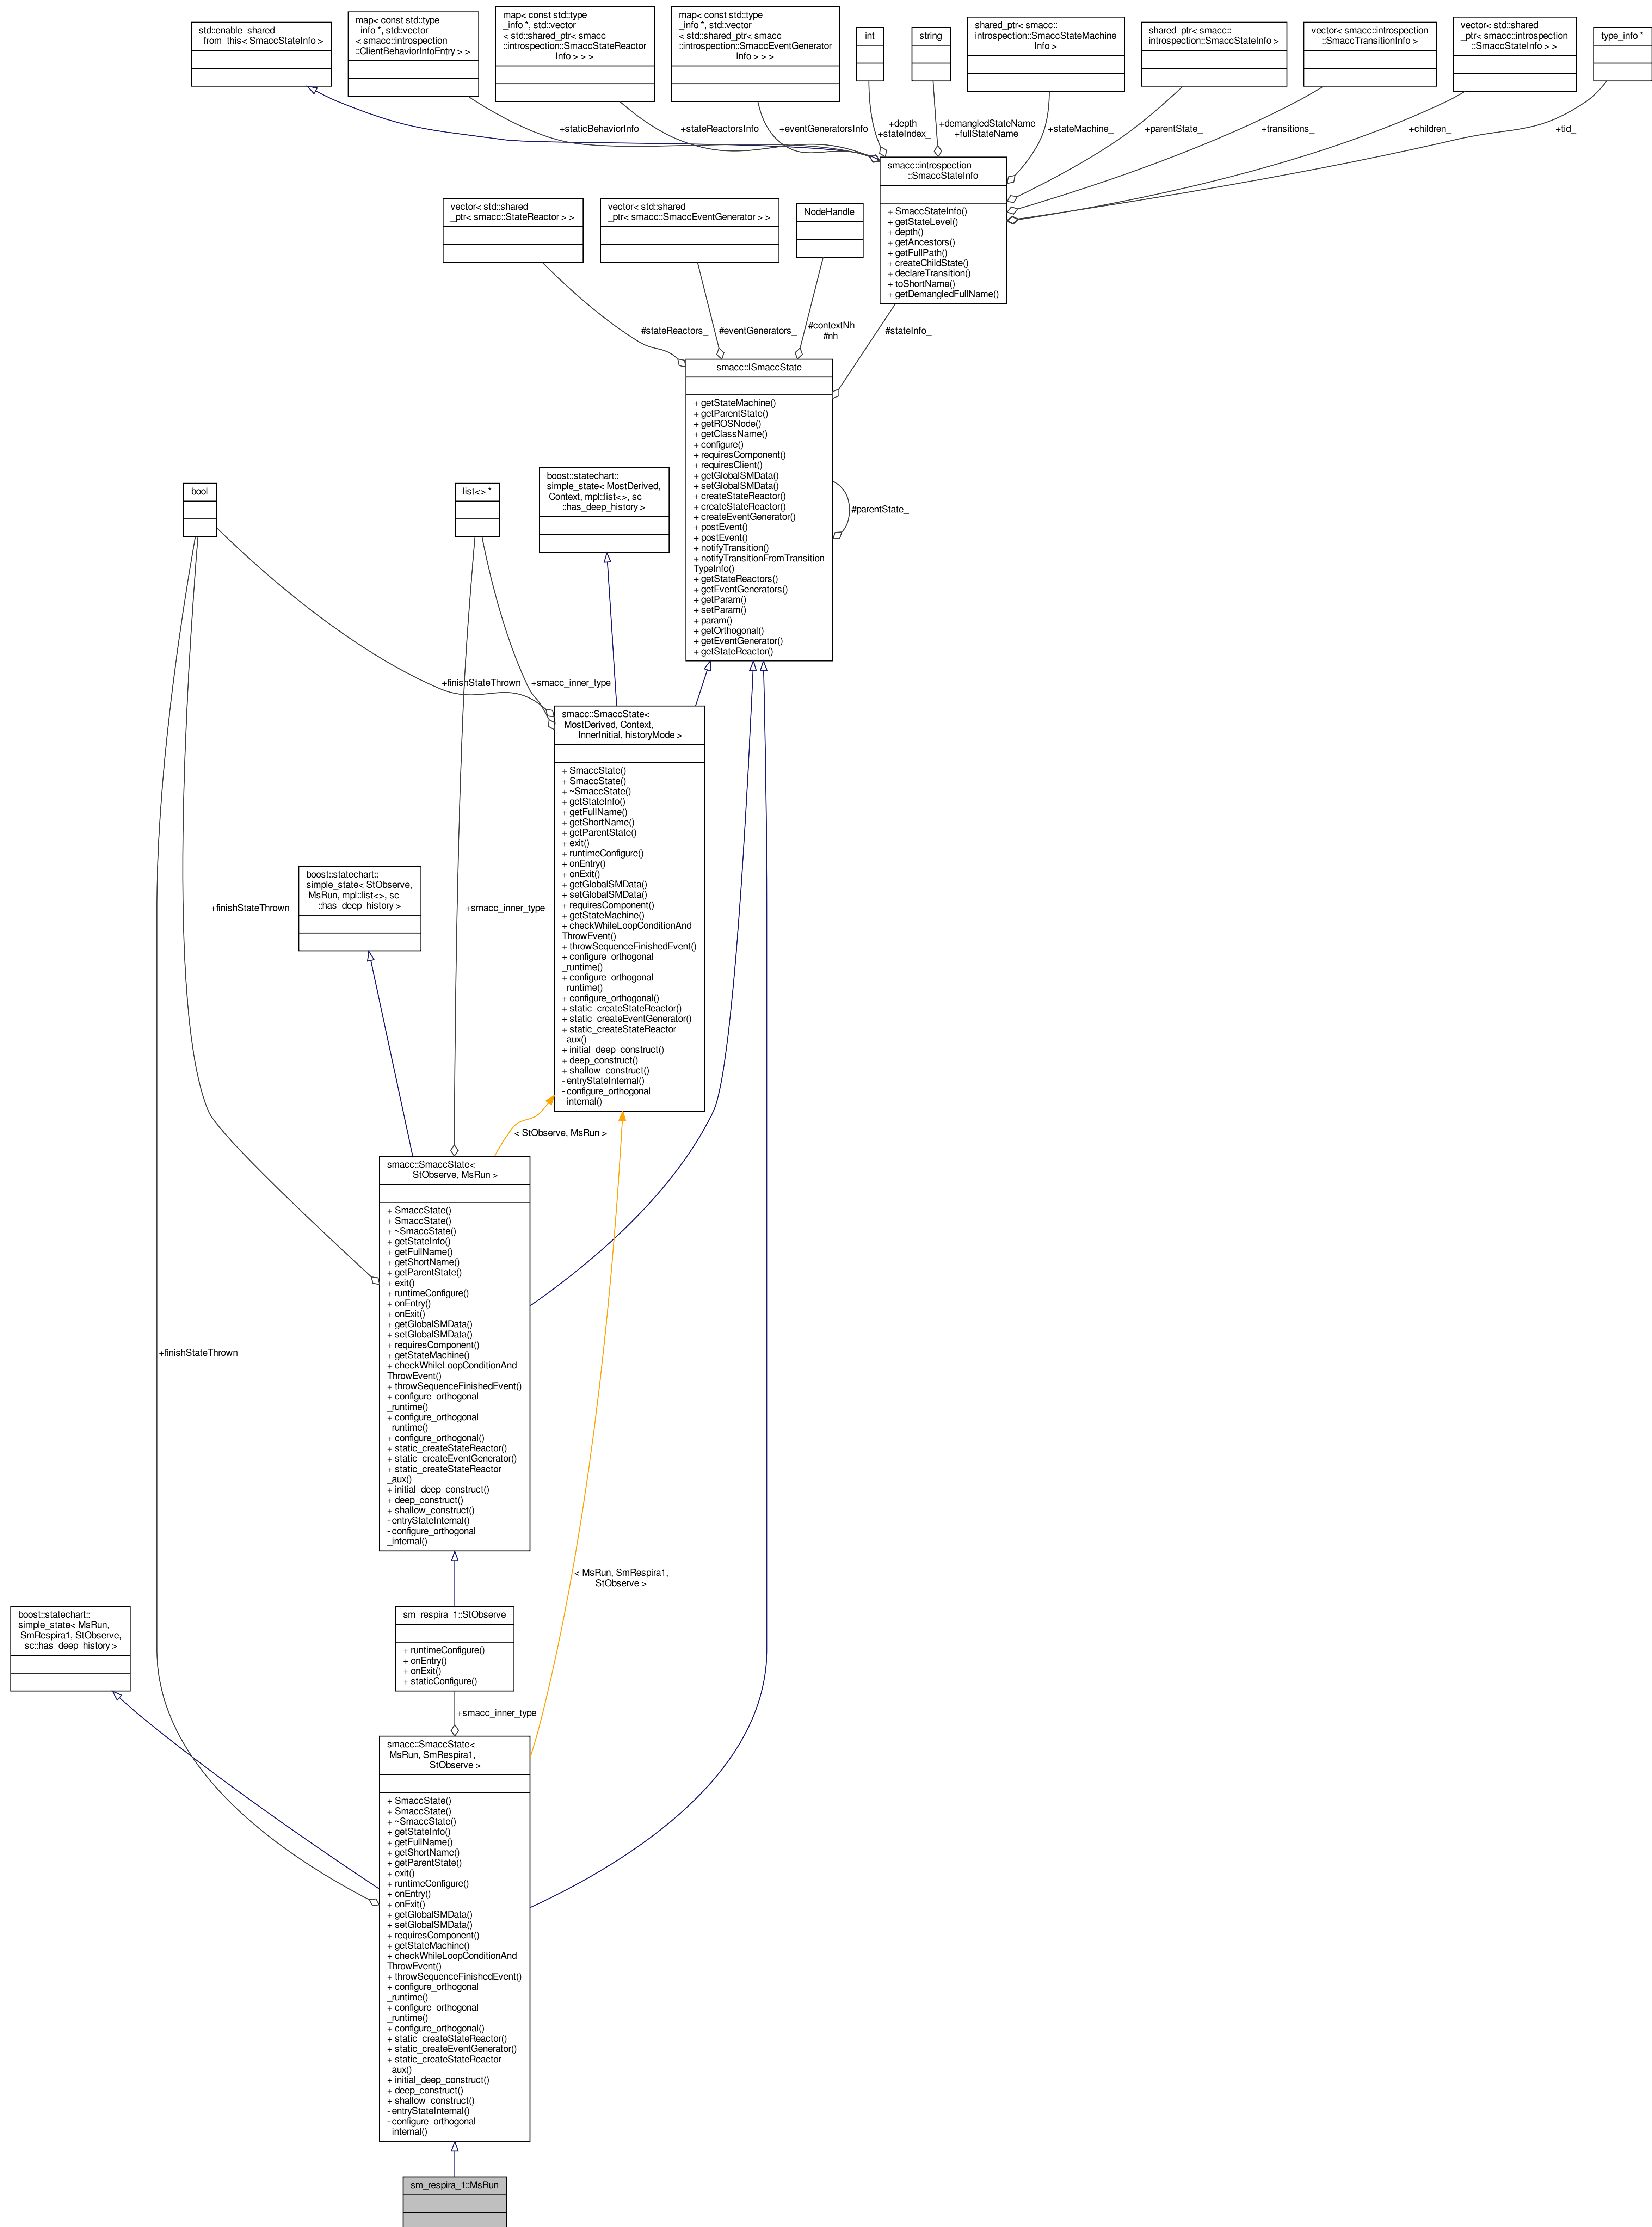 std::enable_shared
_from_this< SmaccStateInfo >
map< const std::type
_info *, std::vector
< smacc::introspection
::ClientBehaviorInfoEntry > >
map< const std::type
_info *, std::vector
< std::shared_ptr< smacc
::introspection::SmaccStateReactor
Info > > >
map< const std::type
_info *, std::vector
< std::shared_ptr< smacc
::introspection::SmaccEventGenerator
Info > > >
int
string
shared_ptr< smacc::
introspection::SmaccStateMachine
Info >
shared_ptr< smacc::
introspection::SmaccStateInfo >
vector< smacc::introspection
::SmaccTransitionInfo >
vector< std::shared
_ptr< smacc::introspection
::SmaccStateInfo > >
type_info *
+staticBehaviorInfo
+stateReactorsInfo
+eventGeneratorsInfo
+depth_
+stateIndex_
+demangledStateName
+fullStateName
+stateMachine_
+parentState_
+transitions_
+children_
+tid_
smacc::introspection
::SmaccStateInfo
+ SmaccStateInfo()
+ getStateLevel()
+ depth()
+ getAncestors()
+ getFullPath()
+ createChildState()
+ declareTransition()
+ toShortName()
+ getDemangledFullName()
vector< std::shared
_ptr< smacc::StateReactor > >
vector< std::shared
_ptr< smacc::SmaccEventGenerator > >
NodeHandle
#stateReactors_
#eventGenerators_
#contextNh
#nh
#stateInfo_
smacc::ISmaccState
+ getStateMachine()
+ getParentState()
+ getROSNode()
+ getClassName()
+ configure()
+ requiresComponent()
+ requiresClient()
+ getGlobalSMData()
+ setGlobalSMData()
+ createStateReactor()
+ createStateReactor()
+ createEventGenerator()
+ postEvent()
+ postEvent()
+ notifyTransition()
+ notifyTransitionFromTransition
TypeInfo()
+ getStateReactors()
+ getEventGenerators()
+ getParam()
+ setParam()
+ param()
+ getOrthogonal()
+ getEventGenerator()
+ getStateReactor()
#parentState_
bool
list<> *
boost::statechart::
simple_state< MostDerived,
Context, mpl::list<>, sc
::has_deep_history >
+finishStateThrown
+smacc_inner_type
smacc::SmaccState<
MostDerived, Context,
InnerInitial, historyMode >
+ SmaccState()
+ SmaccState()
+ ~SmaccState()
+ getStateInfo()
+ getFullName()
+ getShortName()
+ getParentState()
+ exit()
+ runtimeConfigure()
+ onEntry()
+ onExit()
+ getGlobalSMData()
+ setGlobalSMData()
+ requiresComponent()
+ getStateMachine()
+ checkWhileLoopConditionAnd
ThrowEvent()
+ throwSequenceFinishedEvent()
+ configure_orthogonal
_runtime()
+ configure_orthogonal
_runtime()
+ configure_orthogonal()
+ static_createStateReactor()
+ static_createEventGenerator()
+ static_createStateReactor
_aux()
+ initial_deep_construct()
+ deep_construct()
+ shallow_construct()
- entryStateInternal()
- configure_orthogonal
_internal()
boost::statechart::
simple_state< StObserve,
MsRun, mpl::list<>, sc
::has_deep_history >
+finishStateThrown
+smacc_inner_type
< StObserve, MsRun >
smacc::SmaccState<
StObserve, MsRun >
+ SmaccState()
+ SmaccState()
+ ~SmaccState()
+ getStateInfo()
+ getFullName()
+ getShortName()
+ getParentState()
+ exit()
+ runtimeConfigure()
+ onEntry()
+ onExit()
+ getGlobalSMData()
+ setGlobalSMData()
+ requiresComponent()
+ getStateMachine()
+ checkWhileLoopConditionAnd
ThrowEvent()
+ throwSequenceFinishedEvent()
+ configure_orthogonal
_runtime()
+ configure_orthogonal
_runtime()
+ configure_orthogonal()
+ static_createStateReactor()
+ static_createEventGenerator()
+ static_createStateReactor
_aux()
+ initial_deep_construct()
+ deep_construct()
+ shallow_construct()
- entryStateInternal()
- configure_orthogonal
_internal()
+finishStateThrown
< MsRun, SmRespira1,
StObserve >
boost::statechart::
simple_state< MsRun,
SmRespira1, StObserve,
sc::has_deep_history >
sm_respira_1::StObserve
+ runtimeConfigure()
+ onEntry()
+ onExit()
+ staticConfigure()
+smacc_inner_type
smacc::SmaccState<
MsRun, SmRespira1,
StObserve >
+ SmaccState()
+ SmaccState()
+ ~SmaccState()
+ getStateInfo()
+ getFullName()
+ getShortName()
+ getParentState()
+ exit()
+ runtimeConfigure()
+ onEntry()
+ onExit()
+ getGlobalSMData()
+ setGlobalSMData()
+ requiresComponent()
+ getStateMachine()
+ checkWhileLoopConditionAnd
ThrowEvent()
+ throwSequenceFinishedEvent()
+ configure_orthogonal
_runtime()
+ configure_orthogonal
_runtime()
+ configure_orthogonal()
+ static_createStateReactor()
+ static_createEventGenerator()
+ static_createStateReactor
_aux()
+ initial_deep_construct()
+ deep_construct()
+ shallow_construct()
- entryStateInternal()
- configure_orthogonal
_internal()
sm_respira_1::MsRun